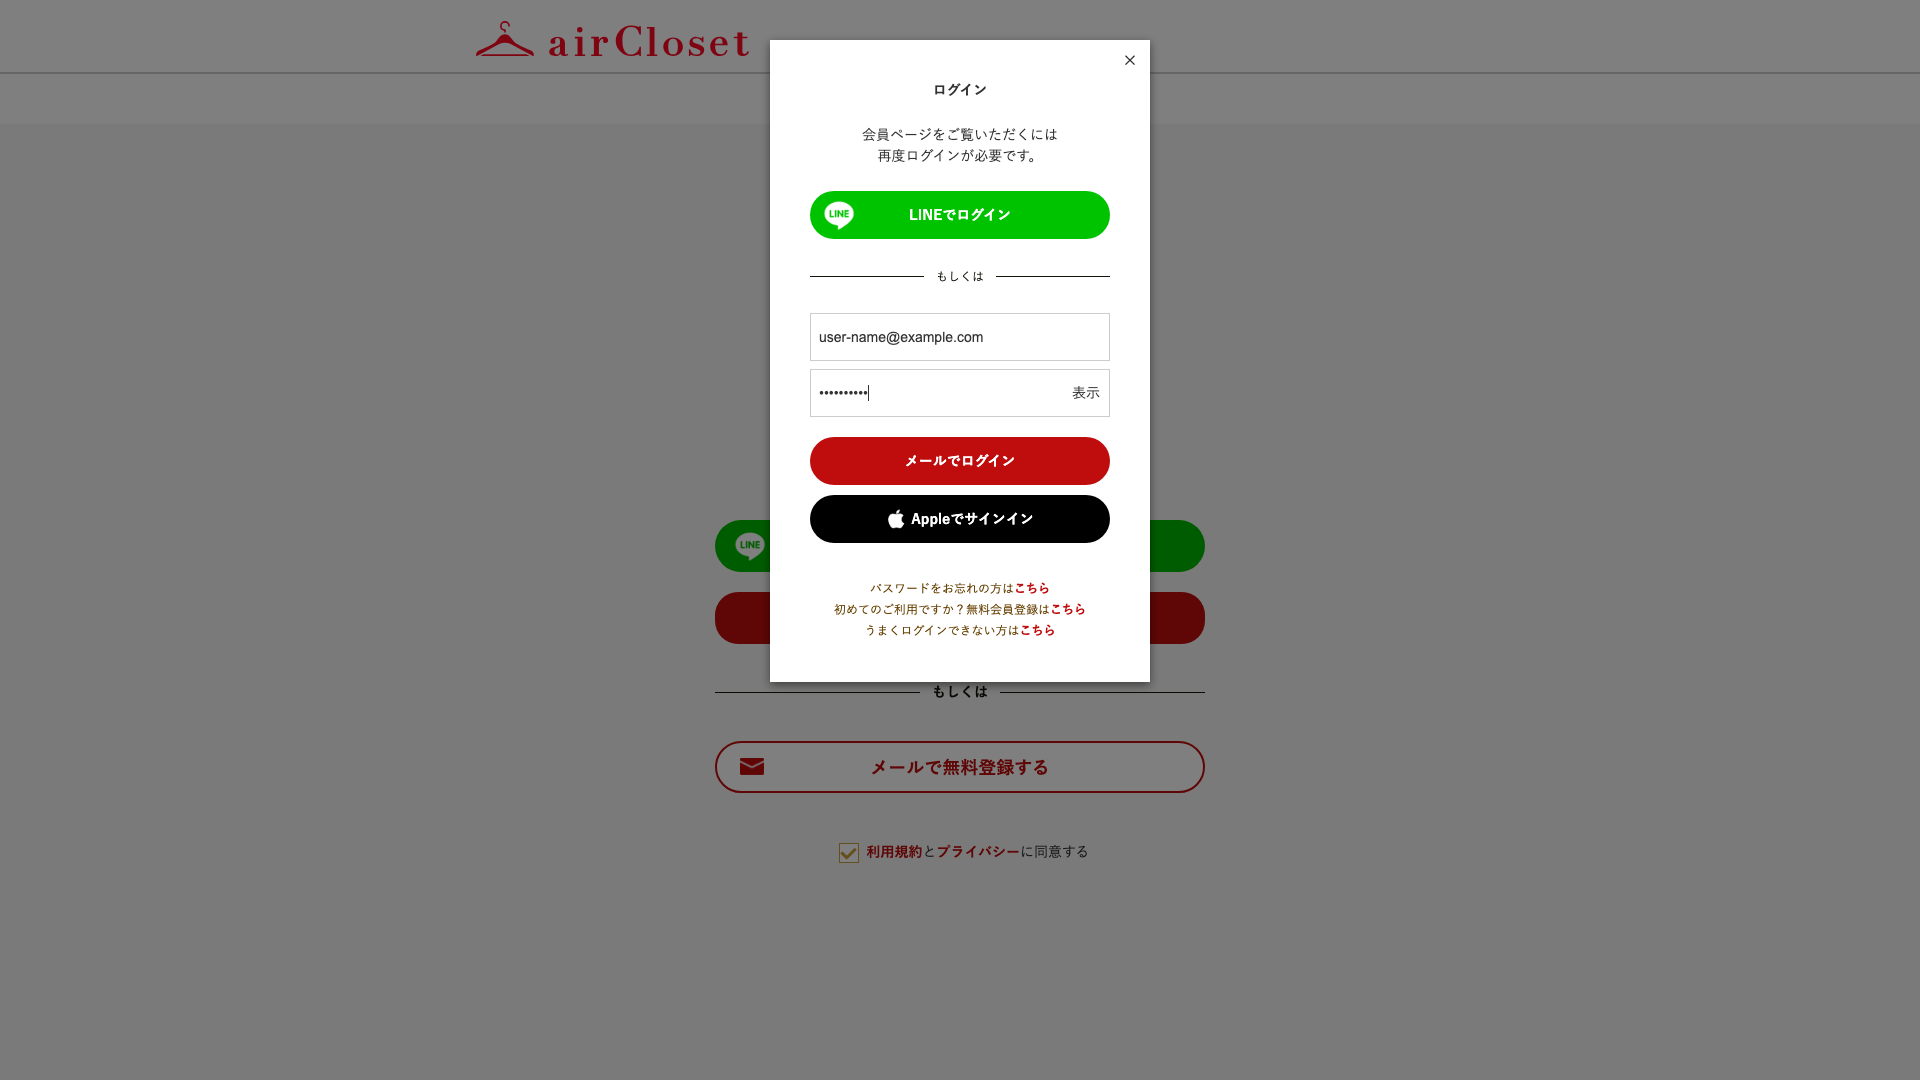 airCloset
ログイン
会員ページをご覧いただくには
再度ログインが必要です。
LINE
LINEでログイン
もしくは
user-name@example.com
••••••••••
表示
メールでログイン
Appleでサインイン
パスワードをお忘れの方はこちら
初めてのご利用ですか？無料会員登録はこちら
うまくログインできない方はこちら
LINE
もしくは
メールで無料登録する
利用規約とプライバシーに同意する